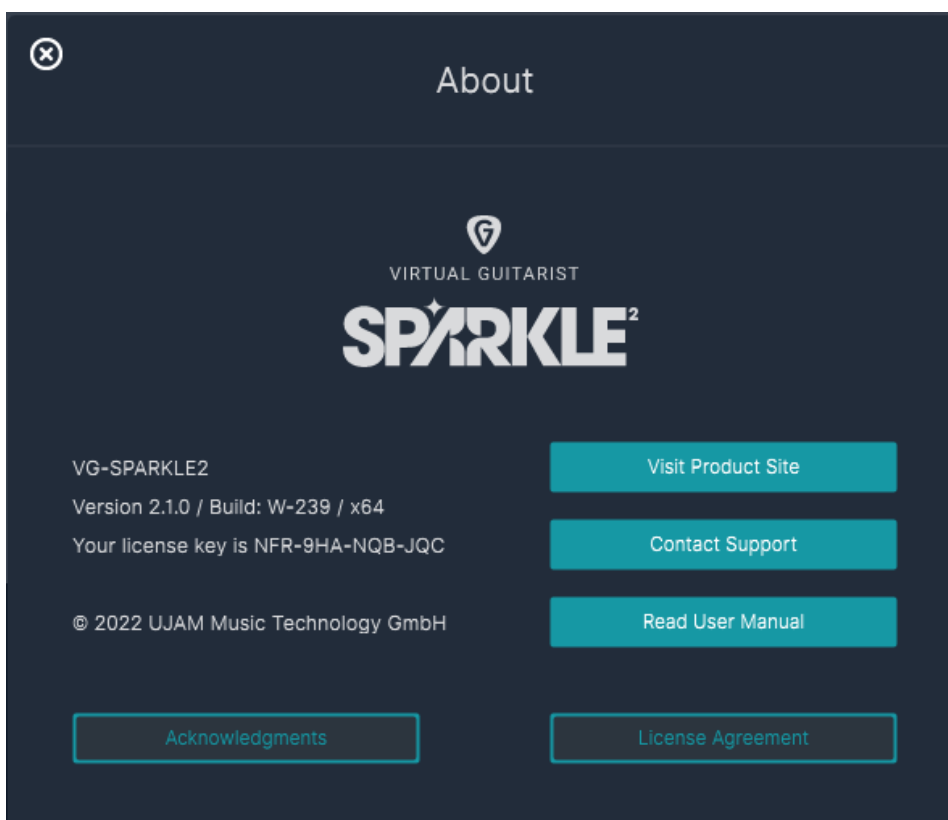 About
VIRTUAL GUITARIST
SPARKLE²
VG-SPARKLE2
Version 2.1.0 / Build: W-239 / x64
Your license key is NFR-9HA-NQB-JQC
© 2022 UJAM Music Technology GmbH
Visit Product Site
Contact Support
Read User Manual
Acknowledgments
License Agreement